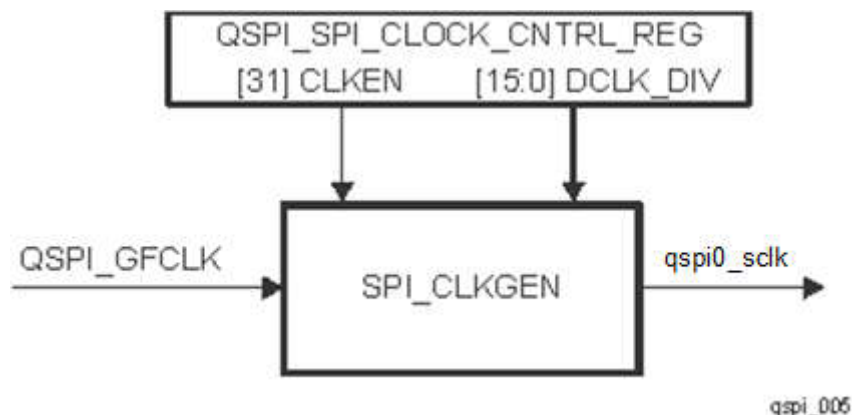 QSPI_SPI_CLOCK_CNTRL_REG
[31] CLKEN [15:0] DCLK_DIV
QSPI_GFCLK
SPI_CLKGEN
qspi0_sclk
qspi_005